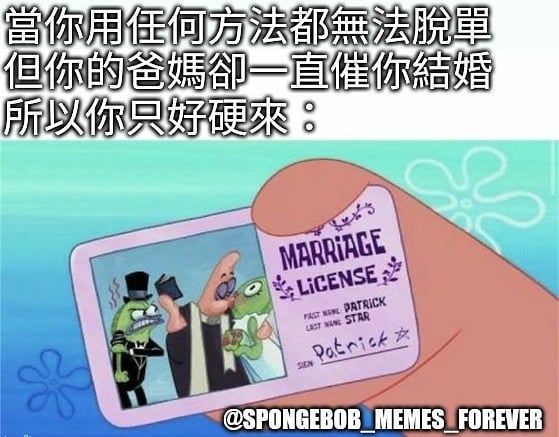 當你用任何方法都無法脫單
但你的爸媽卻一直催你結婚
所以你只好硬來：
MARRIAGE
LICENSE
FIRST NAME PATRICK
LAST NAME STAR
SIGN Patrick
@SPONGEBOB_MEMES_FOREVER